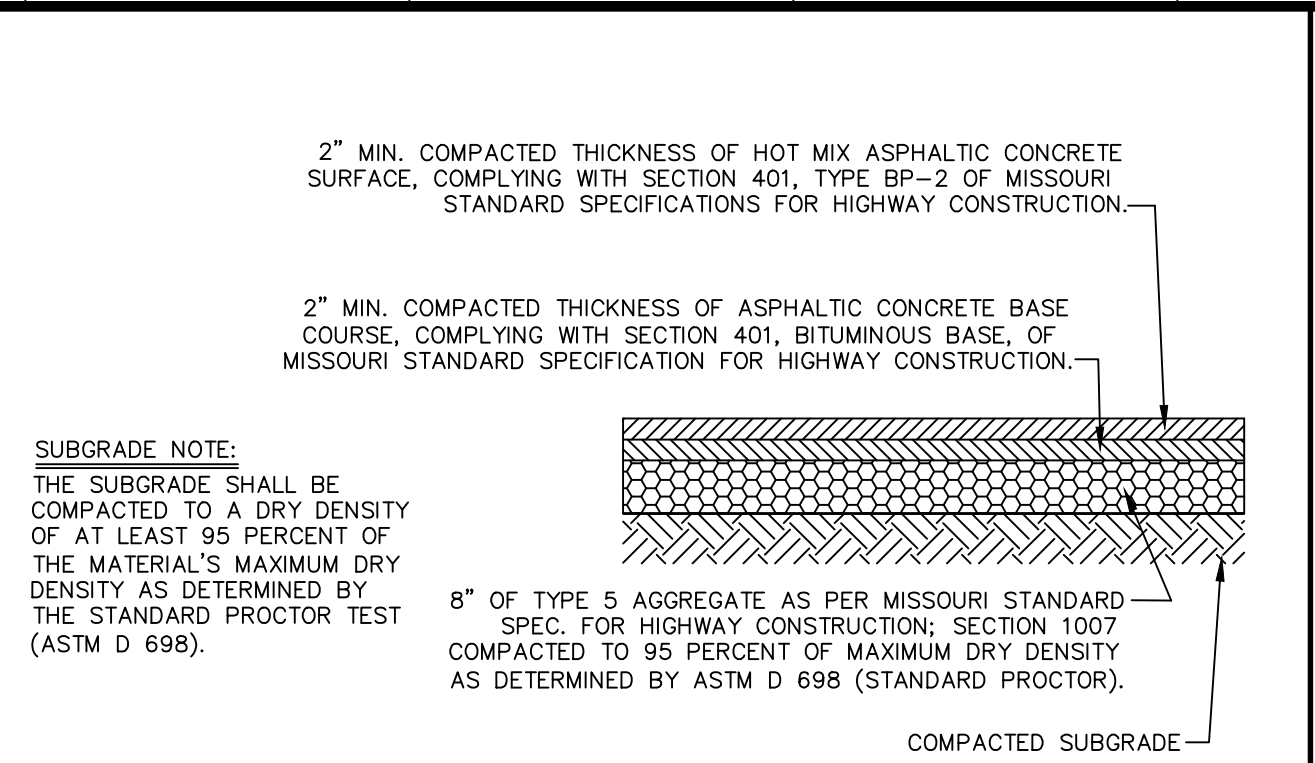 2” MIN. COMPACTED THICKNESS OF HOT MIX ASPHALTIC CONCRETE
SURFACE, COMPLYING WITH SECTION 401, TYPE BP-2 OF MISSOURI
STANDARD SPECIFICATIONS FOR HIGHWAY CONSTRUCTION.
2” MIN. COMPACTED THICKNESS OF ASPHALTIC CONCRETE BASE
COURSE, COMPLYING WITH SECTION 401, BITUMINOUS BASE, OF
MISSOURI STANDARD SPECIFICATION FOR HIGHWAY CONSTRUCTION.
SUBGRADE NOTE:
THE SUBGRADE SHALL BE
COMPACTED TO A DRY DENSITY
OF AT LEAST 95 PERCENT OF
THE MATERIAL'S MAXIMUM DRY
DENSITY AS DETERMINED BY
THE STANDARD PROCTOR TEST
(ASTM D 698).
8” OF TYPE 5 AGGREGATE AS PER MISSOURI STANDARD
SPEC. FOR HIGHWAY CONSTRUCTION; SECTION 1007
COMPACTED TO 95 PERCENT OF MAXIMUM DRY DENSITY
AS DETERMINED BY ASTM D 698 (STANDARD PROCTOR).
COMPACTED SUBGRADE